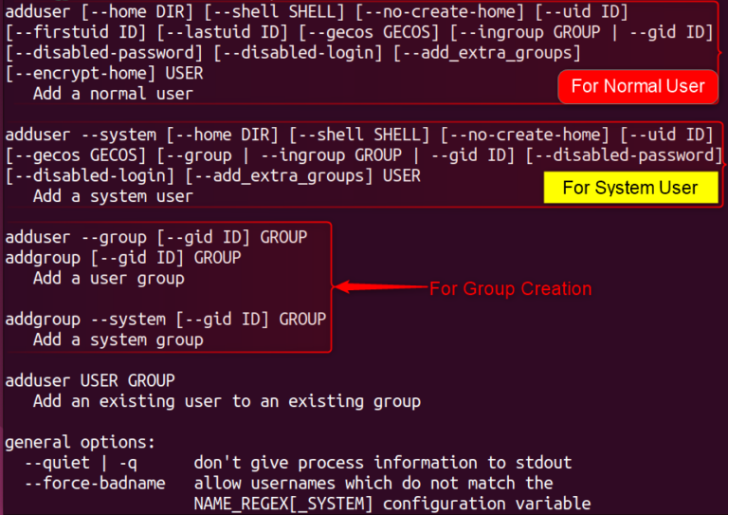 adduser [--home DIR] [--shell SHELL] [--no-create-home] [--uid ID]
[--firstuid ID] [--lastuid ID] [--gecos GECOS] [--ingroup GROUP | --gid ID]
[--disabled-password] [--disabled-login] [--add_extra_groups]
[--encrypt-home] USER
Add a normal user
For Normal User
adduser --system [--home DIR] [--shell SHELL] [--no-create-home] [--uid ID]
[--gecos GECOS] [--group | --ingroup GROUP | --gid ID] [--disabled-password]
[--disabled-login] [--add_extra_groups] USER
Add a system user
For System User
adduser --group [--gid ID] GROUP
addgroup [--gid ID] GROUP
Add a user group
For Group Creation
addgroup --system [--gid ID] GROUP
Add a system group
adduser USER GROUP
Add an existing user to an existing group
general options:
--quiet | -q don't give process information to stdout
--force-badname allow usernames which do not match the
NAME_REGEX[_SYSTEM] configuration variable